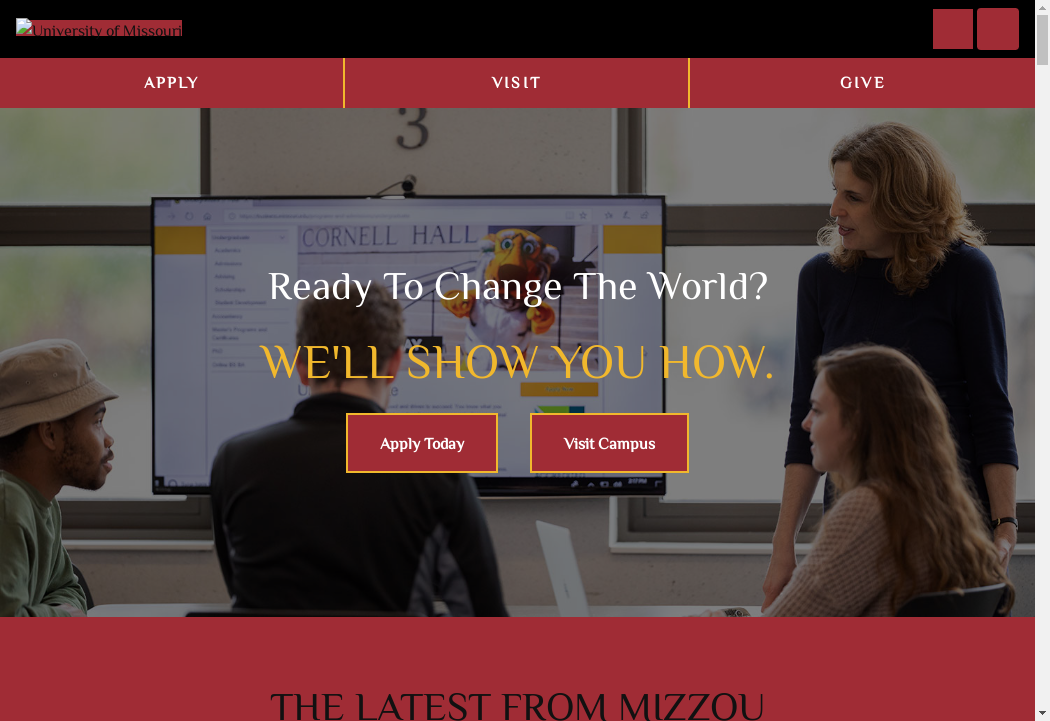 University of Missouri
APPLY
VISIT
GIVE
3
CORNELL HALL
Ready To Change The World?
WE'LL SHOW YOU HOW.
Apply Today
Visit Campus
THE LATEST FROM MIZZOU